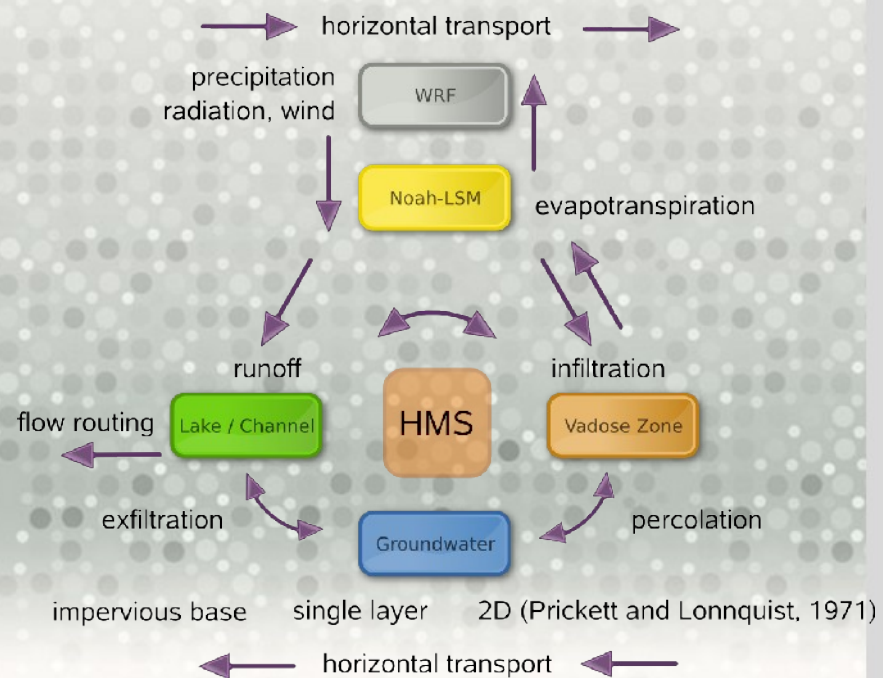 horizontal transport
precipitation
radiation, wind
WRF
Noah-LSM
evapotranspiration
runoff
infiltration
flow routing
Lake / Channel
HMS
Vadose Zone
exfiltration
Groundwater
percolation
impervious base
single layer
2D (Prickett and Lonnquist, 1971)
horizontal transport